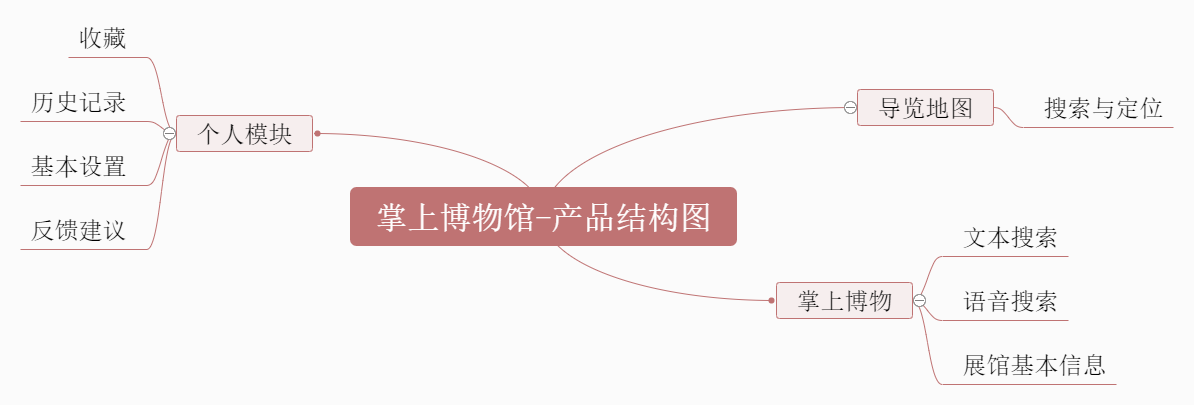 掌上博物馆-产品结构图
个人模块
收藏
历史记录
基本设置
反馈建议
导览地图
搜索与定位
掌上博物
文本搜索
语音搜索
展馆基本信息